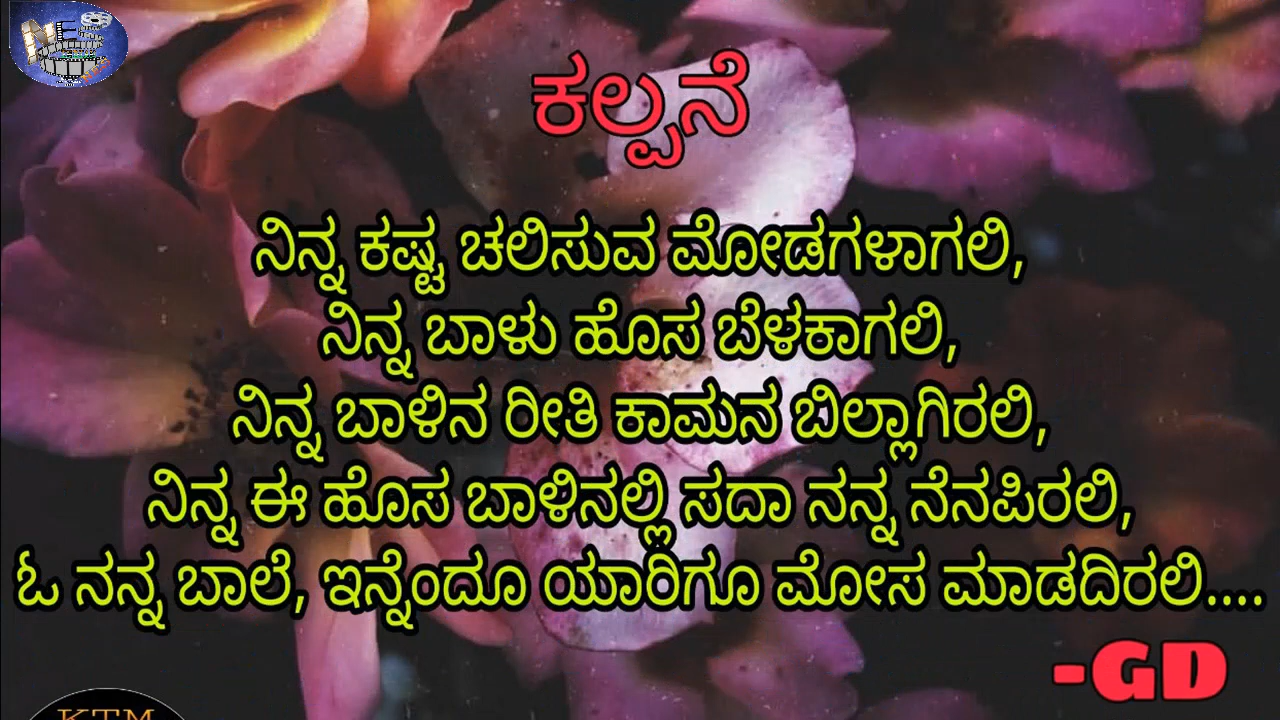 ಕಲ್ಪನೆ
ನಿನ್ನ ಕಷ್ಟ ಚಲಿಸುವ ಮೋಡಗಳಾಗಲಿ,
ನಿನ್ನ ಬಾಳು ಹೊಸ ಬೆಳಕಾಗಲಿ,
ನಿನ್ನ ಬಾಳಿನ ರೀತಿ ಕಾಮನ ಬಿಲ್ಲಾಗಿರಲಿ,
ನಿನ್ನ ಈ ಹೊಸ ಬಾಳಿನಲ್ಲಿ ಸದಾ ನನ್ನ ನೆನಪಿರಲಿ,
ಓ ನನ್ನ ಬಾಲೆ, ಇನ್ನೆಂದೂ ಯಾರಿಗೂ ಮೋಸ ಮಾಡದಿರಲಿ....
-GD
KTM